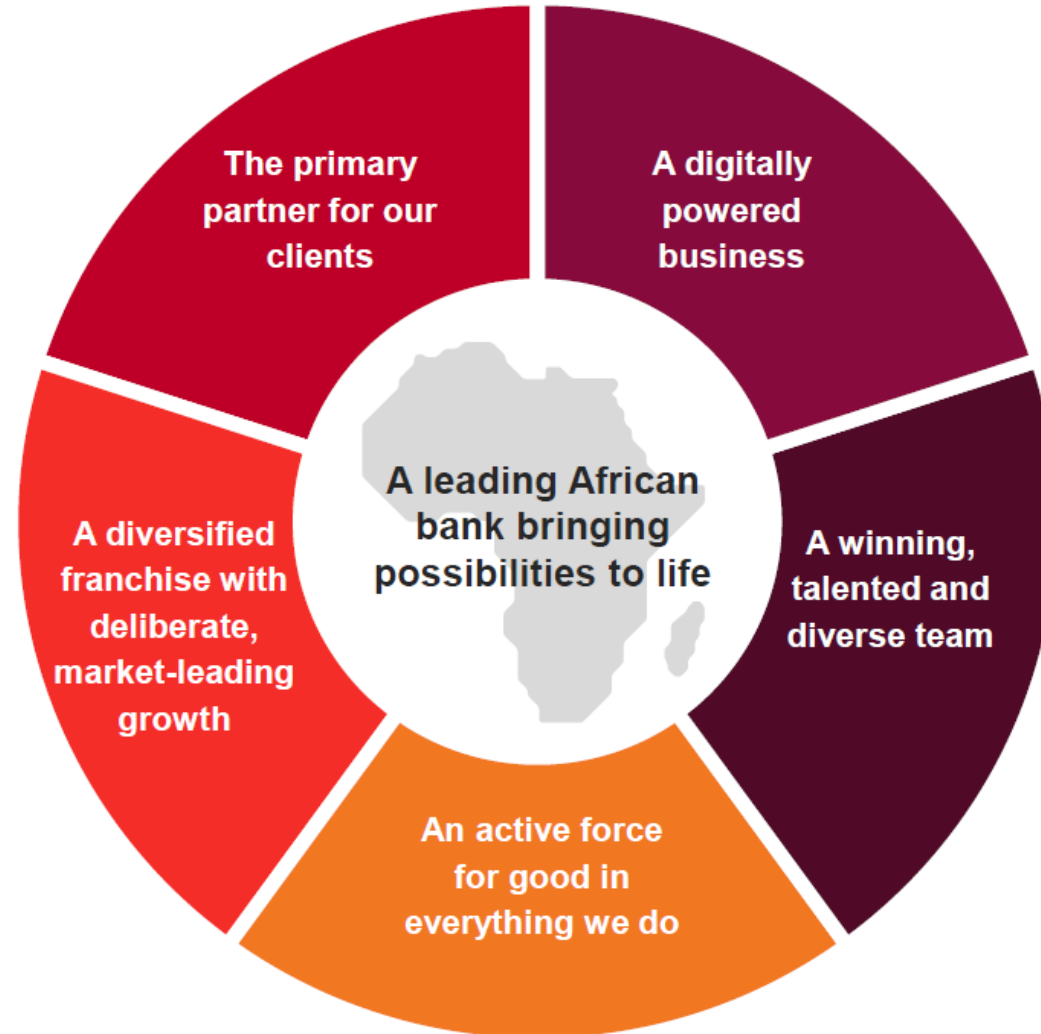 The primary
partner for our
clients
A digitally
powered
business
A leading African
bank bringing
possibilities to life
A diversified
franchise with
deliberate,
market-leading
growth
A winning,
talented and
diverse team
An active force
for good in
everything we do